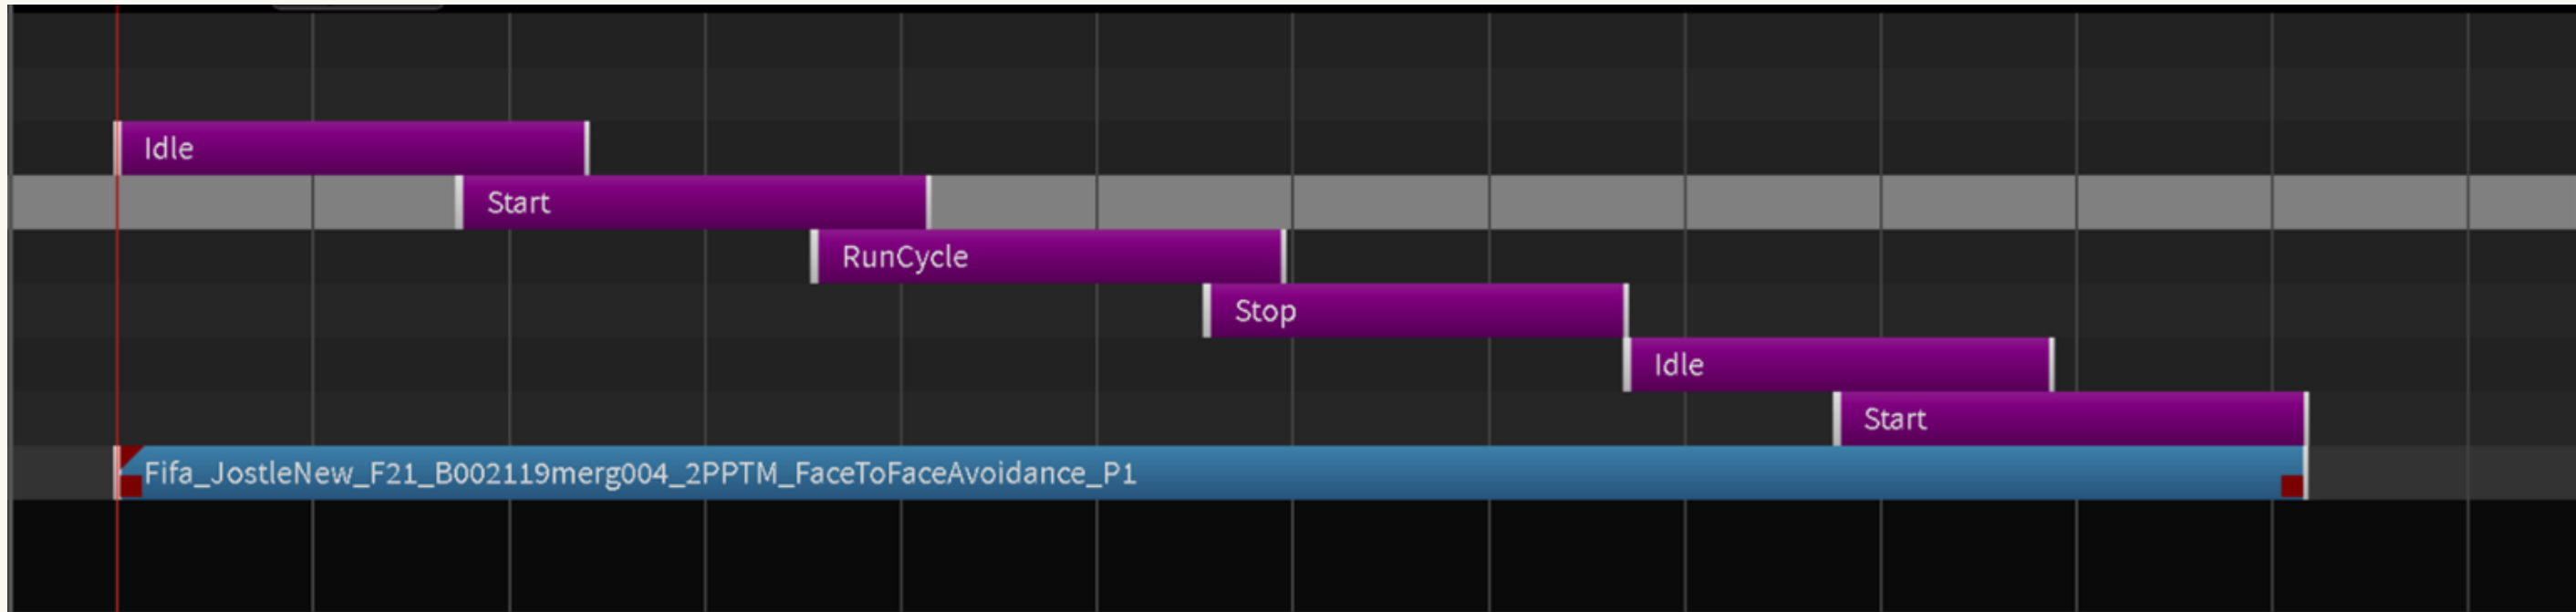 Idle
Start
RunCycle
Stop
Idle
Start
Fifa_JostleNew_F21_B002119merg004_2PPTM_FaceToFaceAvoidance_P1